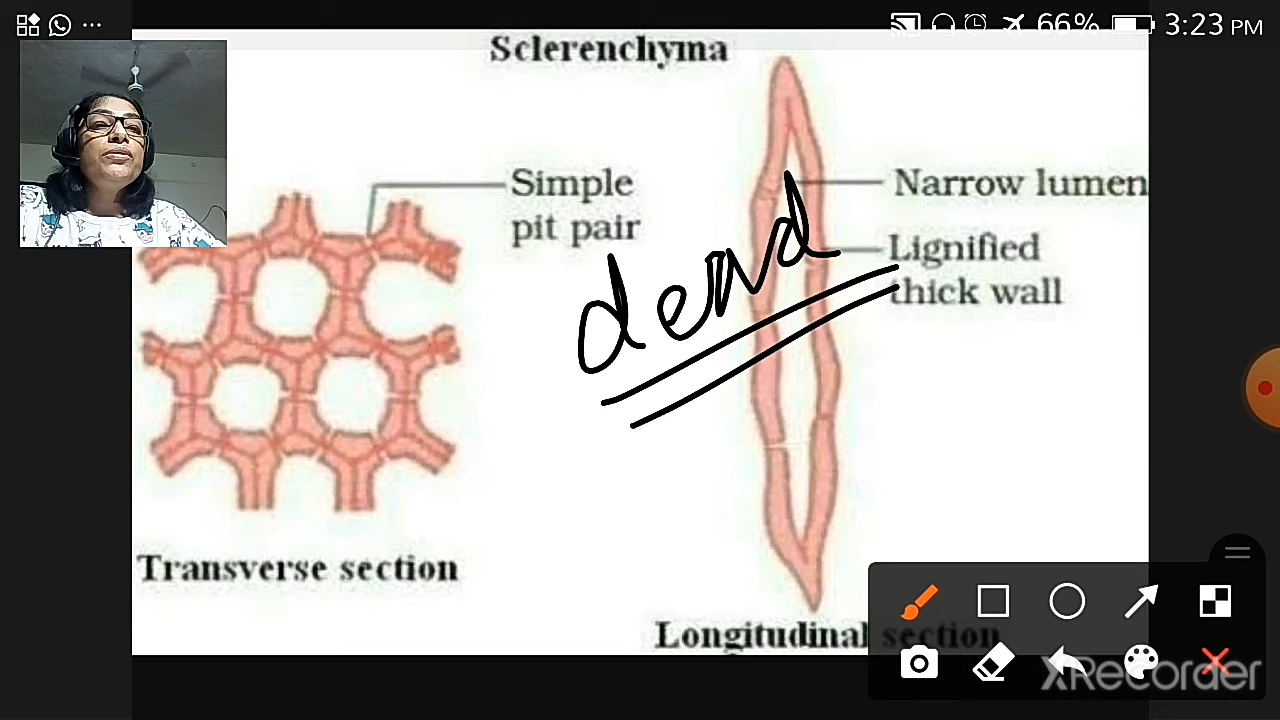 66% 3:23 PM
Sclerenchyma
Simple
pit pair
Narrow lumen
Lignified
thick wall
dead
Transverse section
Longitudinal section
XRecorder